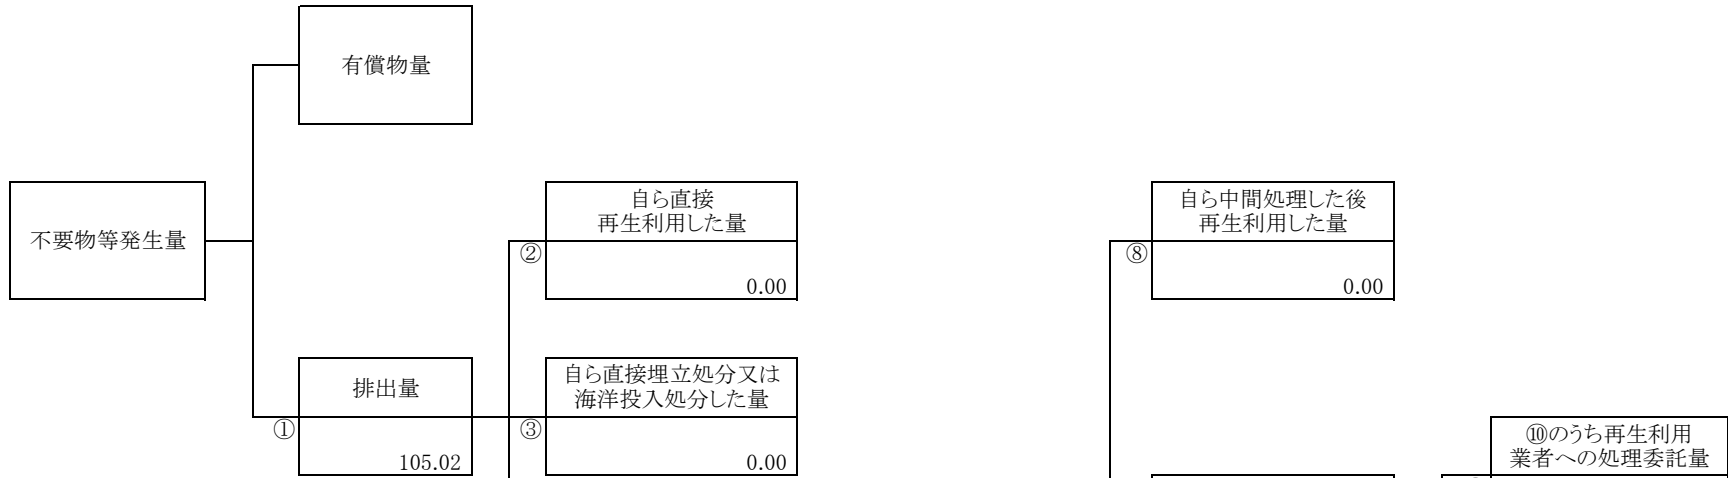 有償物量
不要物等発生量
自ら直接
再生利用した量
②
0.00
自ら中間処理した後
再生利用した量
⑧
0.00
排出量
①
105.02
自ら直接埋立処分又は
海洋投入処分した量
③
0.00
⑩のうち再生利用
業者への処理委託量